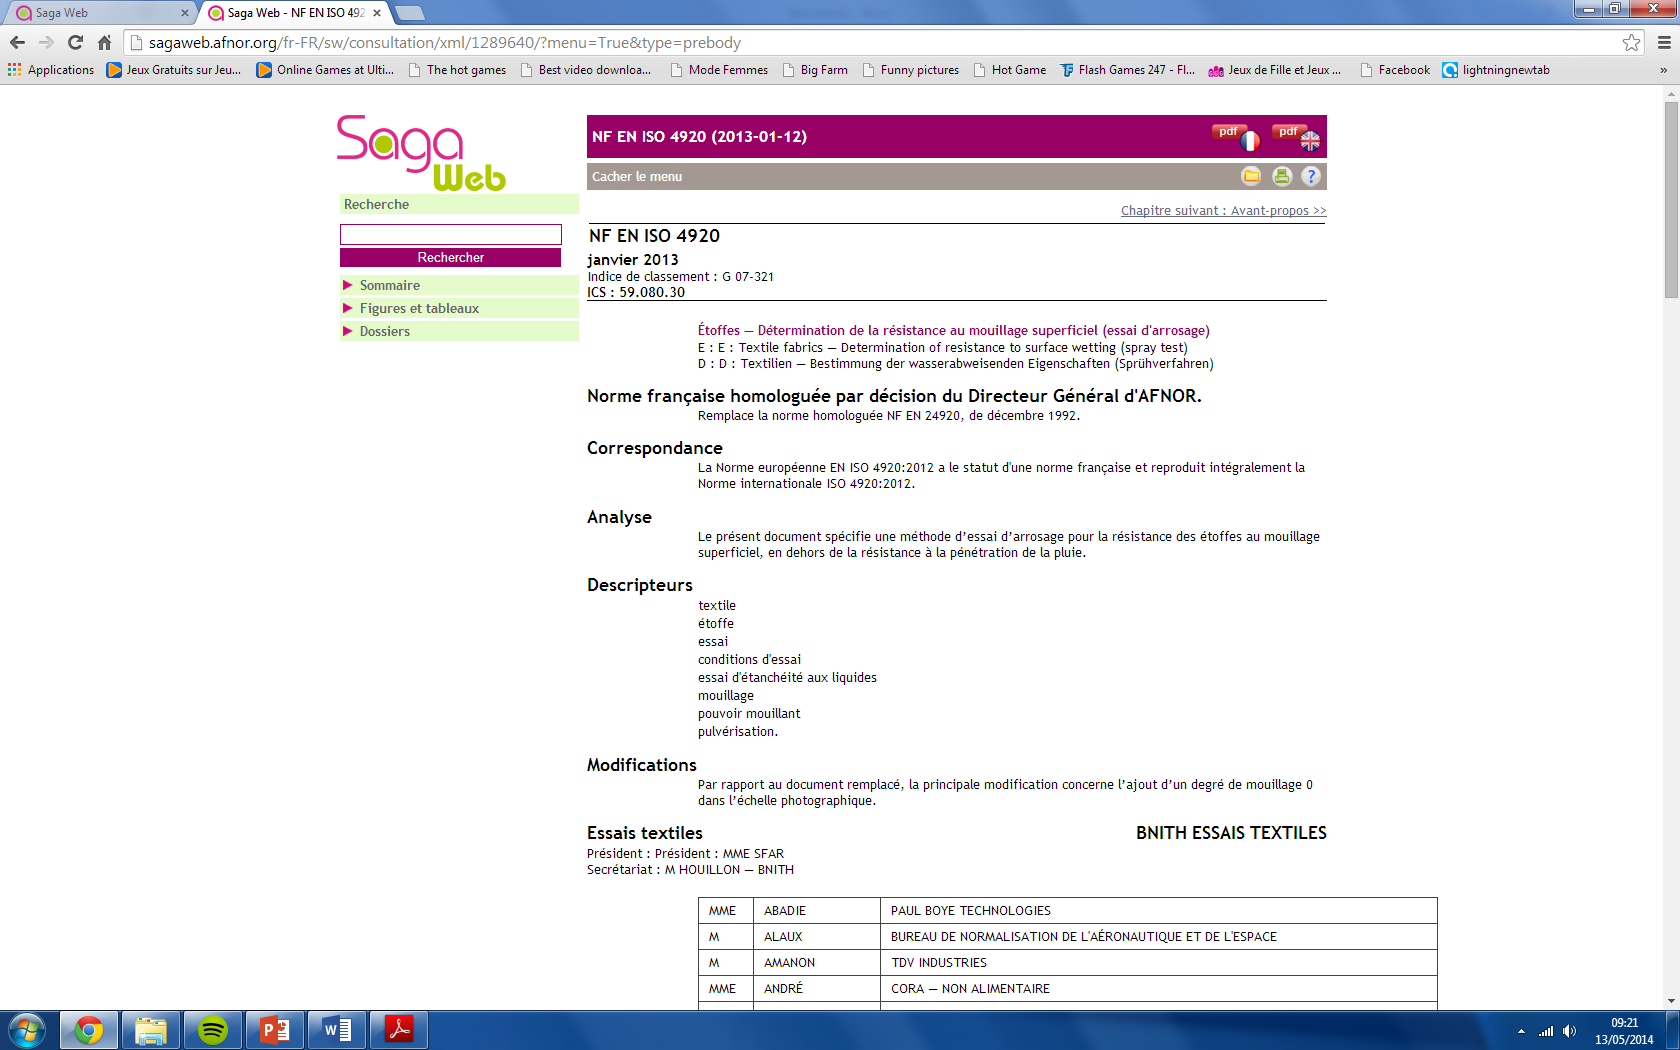 Saga Web
Saga Web - NF EN ISO 492
sagaweb.afnor.org/fr-FR/sw/consultation/xml/1289640/?menu=True&type=prebody
Applications
Jeux Gratuits sur Jeu...
Online Games at Ulti...
The hot games
Best video downloa...
Mode Femmes
Big Farm
Funny pictures
Hot Game
Flash Games 247 - Fl...
Jeux de Fille et Jeux ...
Facebook
lightningnewtab
»
Saga
Web
NF EN ISO 4920 (2013-01-12)
pdf
pdf
Cacher le menu
?
Recherche
Rechercher
Sommaire
Figures et tableaux
Dossiers
Chapitre suivant : Avant-propos >>
NF EN ISO 4920
janvier 2013
Indice de classement : G 07-321
ICS : 59.080.30
Étoffes — Détermination de la résistance au mouillage superficiel (essai d'arrosage)
E : E : Textile fabrics — Determination of resistance to surface wetting (spray test)
D : D : Textilien — Bestimmung der wasserabweisenden Eigenschaften (Sprühverfahren)
Norme française homologuée par décision du Directeur Général d'AFNOR.
Remplace la norme homologuée NF EN 24920, de décembre 1992.
Correspondance
La Norme européenne EN ISO 4920:2012 a le statut d'une norme française et reproduit intégralement la
Norme internationale ISO 4920:2012.
Analyse
Le présent document spécifie une méthode d’essai d’arrosage pour la résistance des étoffes au mouillage
superficiel, en dehors de la résistance à la pénétration de la pluie.
Descripteurs
textile
étoffe
essai
conditions d'essai
essai d'étanchéité aux liquides
mouillage
pouvoir mouillant
pulvérisation.
Modifications
Par rapport au document remplacé, la principale modification concerne l’ajout d’un degré de mouillage 0
dans l’échelle photographique.
Essais textiles
BNITH ESSAIS TEXTILES
Président : Président : MME SFAR
Secrétariat : M HOUILLON — BNITH
MME ABADIE PAUL BOYE TECHNOLOGIES
M ALAUX BUREAU DE NORMALISATION DE L'AÉRONAUTIQUE ET DE L'ESPACE
M AMANON TDV INDUSTRIES
MME ANDRÉ CORA — NON ALIMENTAIRE
09:21
13/05/2014